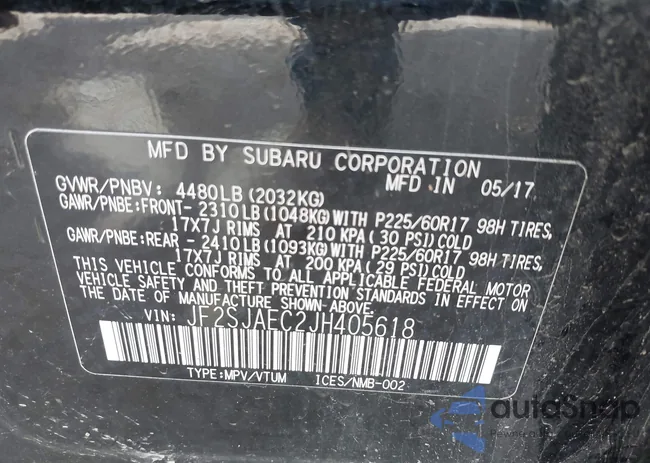 MFD BY SUBARU CORPORATION
GVWR/PNBV: 4480LB (2032KG) MFD IN 05/17
GAWR/PNBE:FRONT- 2310LB (1048KG) WITH P225/60R17 98H TIRES,
17X7J RIMS AT 210 KPA (30 PSI) COLD
GAWR/PNBE:REAR - 2410LB (1093KG) WITH P225/60R17 98H TIRES,
17X7J RIMS AT 200 KPA (29 PSI) COLD
THIS VEHICLE CONFORMS TO ALL APPLICABLE FEDERAL MOTOR
VEHICLE SAFETY AND THEFT PREVENTION STANDARDS IN EFFECT ON
THE DATE OF MANUFACTURE SHOWN ABOVE.
VIN: JF2SJAEC2JH405618
TYPE:MPV/VTUM ICES/NMB-002
autoSnap
Powered